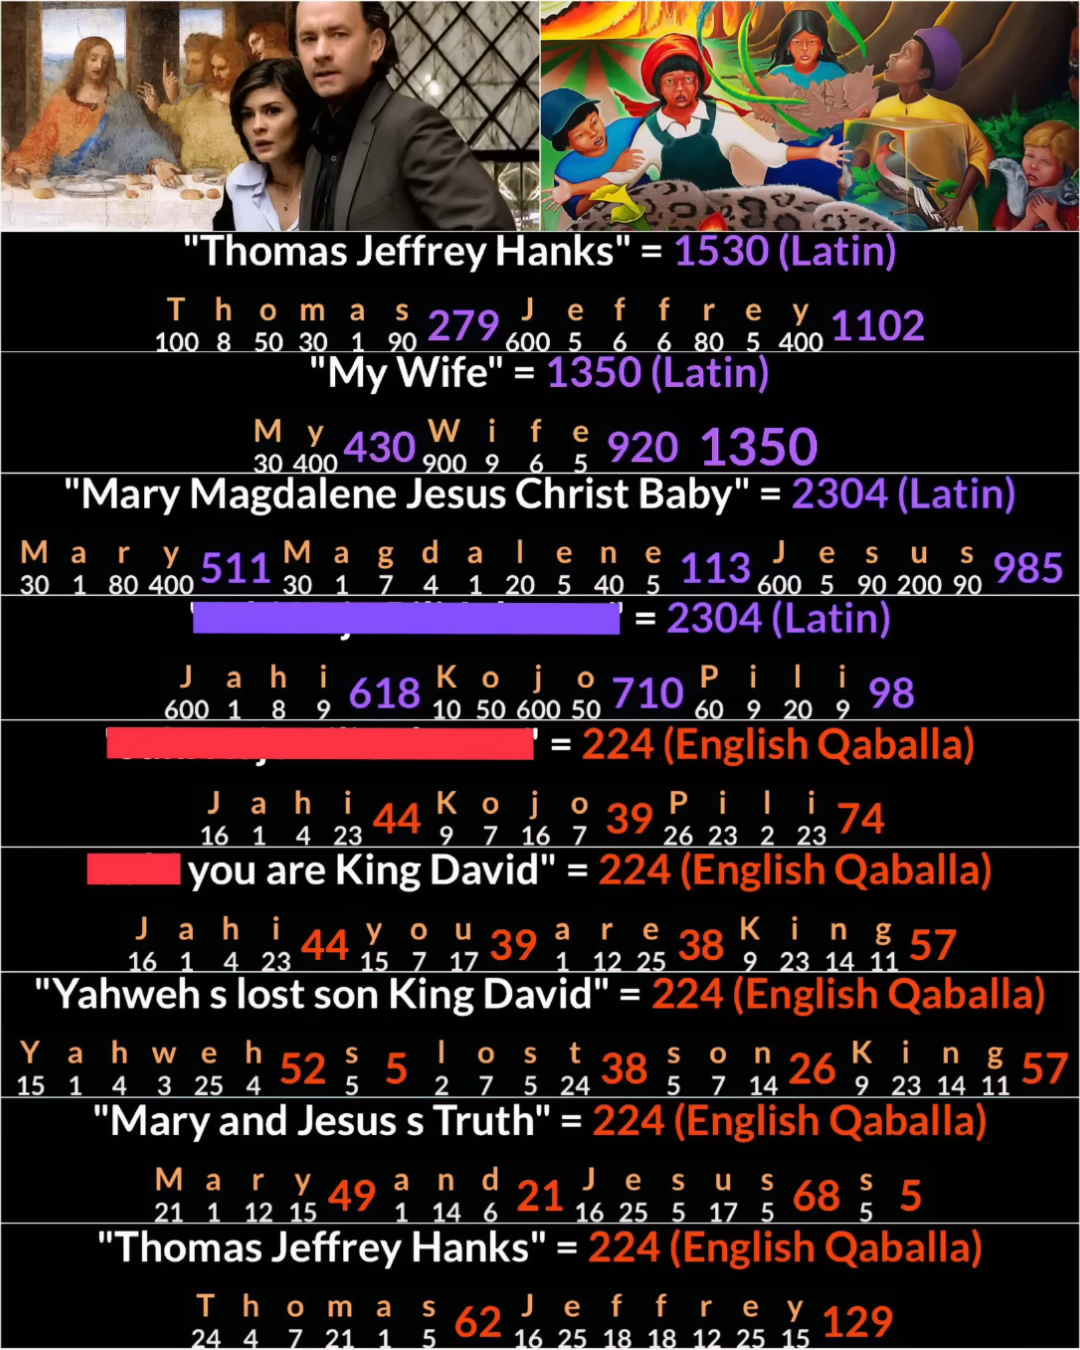 "Thomas Jeffrey Hanks" = 1530 (Latin)
T h o m a s 279 J e f f r e y 1102
100 8 50 30 1 90 600 5 6 6 80 5 400
"My Wife" = 1350 (Latin)
M y 430 W i f e 920 1350
30 400 900 9 6 5
"Mary Magdalene Jesus Christ Baby" = 2304 (Latin)
M a r y 511 M a g d a l e n e 113 J e s u s 985
30 1 80 400 30 1 7 4 1 20 5 40 5 600 5 90 200 90
" = 2304 (Latin)
J a h i 618 K o j o 710 P i l i 98
600 1 8 9 10 50 600 50 60 9 20 9
" = 224 (English Qaballa)
J a h i 44 K o j o 39 P i l i 74
16 1 4 23 9 7 16 7 26 23 2 23
you are King David" = 224 (English Qaballa)
J a h i 44 y o u 39 a r e 38 K i n g 57
16 1 4 23 15 7 17 1 12 25 9 23 14 11
"Yahweh s lost son King David" = 224 (English Qaballa)
Y a h w e h 52 s 5 l o s t 38 s o n 26 K i n g 57
15 1 4 3 25 4 5 2 7 5 24 5 7 14 9 23 14 11
"Mary and Jesus s Truth" = 224 (English Qaballa)
M a r y 49 a n d 21 J e s u s 68 s 5
21 1 12 15 1 14 6 16 25 5 17 5 5
"Thomas Jeffrey Hanks" = 224 (English Qaballa)
T h o m a s 62 J e f f r e y 129
24 4 7 21 1 5 16 25 18 18 12 25 15